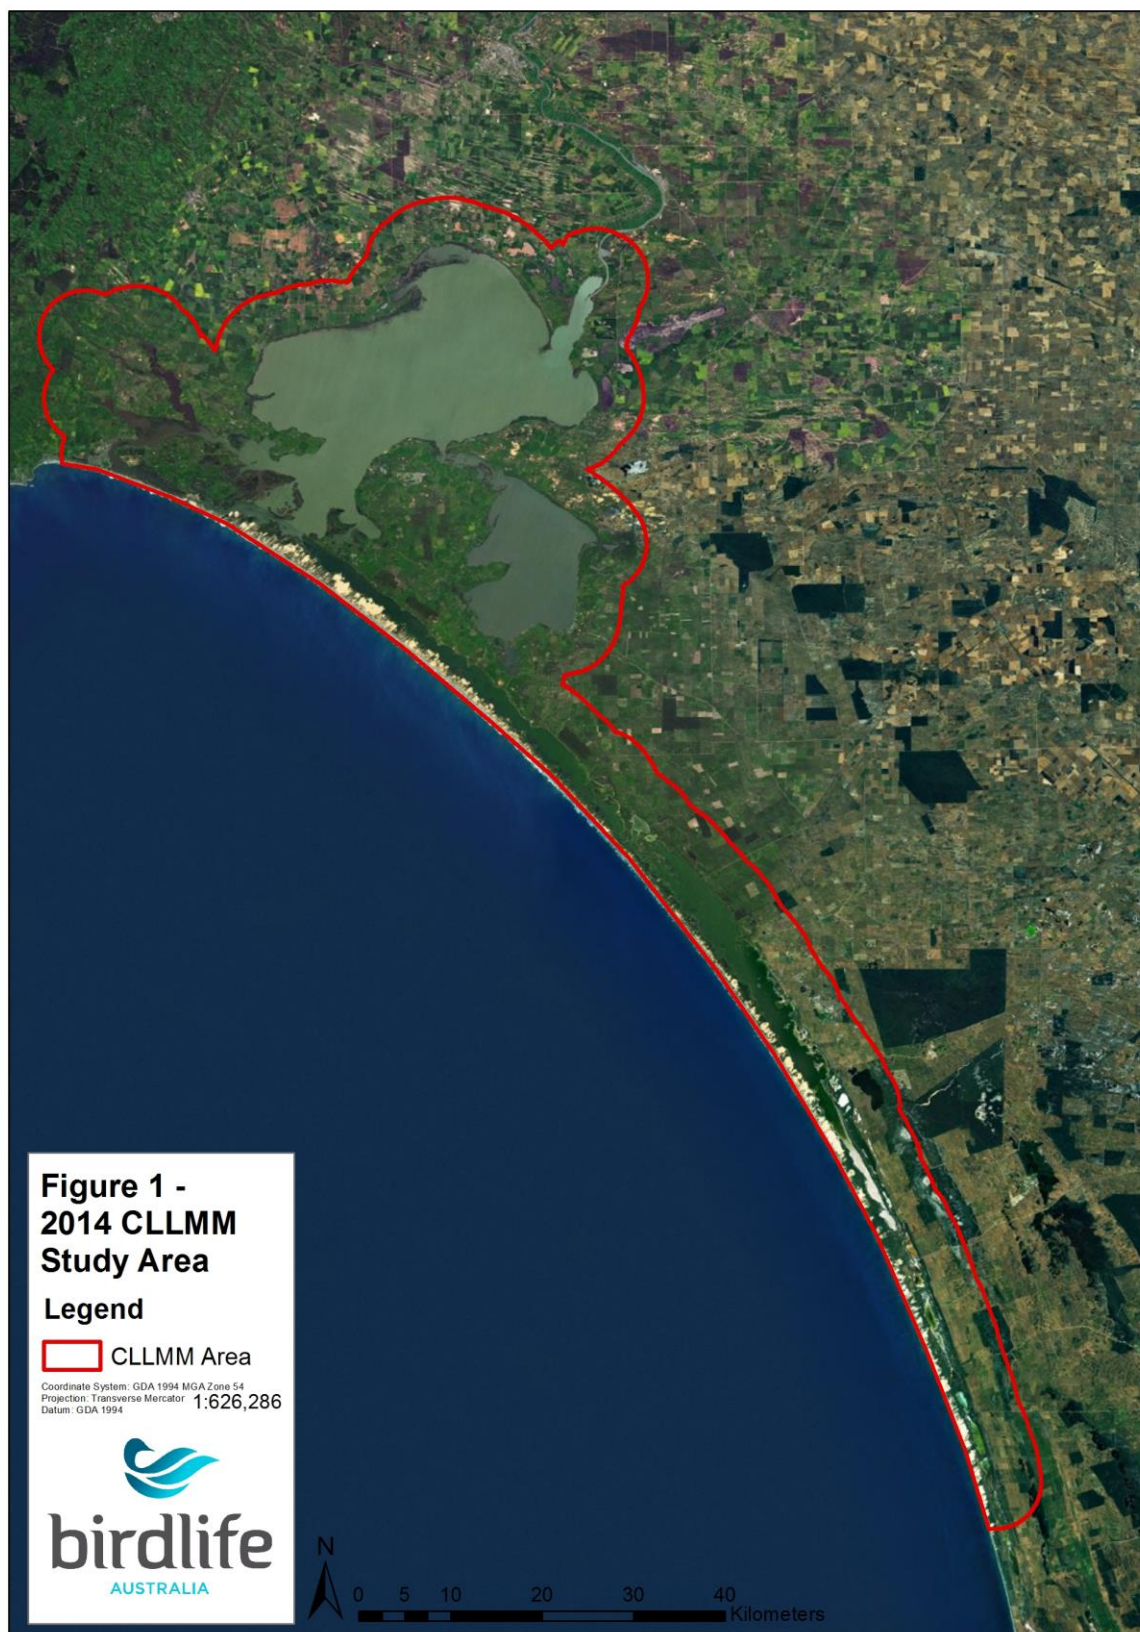 Figure 1 -
2014 CLLMM
Study Area
Legend
CLLMM Area
Coordinate System: GDA 1994 MGA Zone 54
Projection: Transverse Mercator
Datum: GDA 1994
1:626,286
birdlife
AUSTRALIA
N
0 5 10 20 30 40
Kilometers